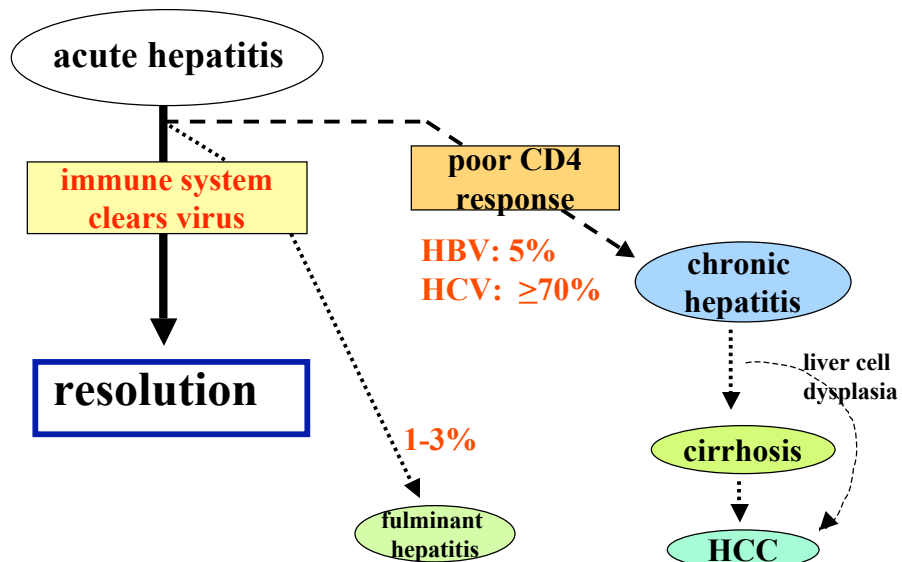 acute hepatitis
immune system
clears virus
poor CD4
response
HBV: 5%
HCV: ≥70%
chronic
hepatitis
resolution
liver cell
dysplasia
1-3%
cirrhosis
fulminant
hepatitis
HCC